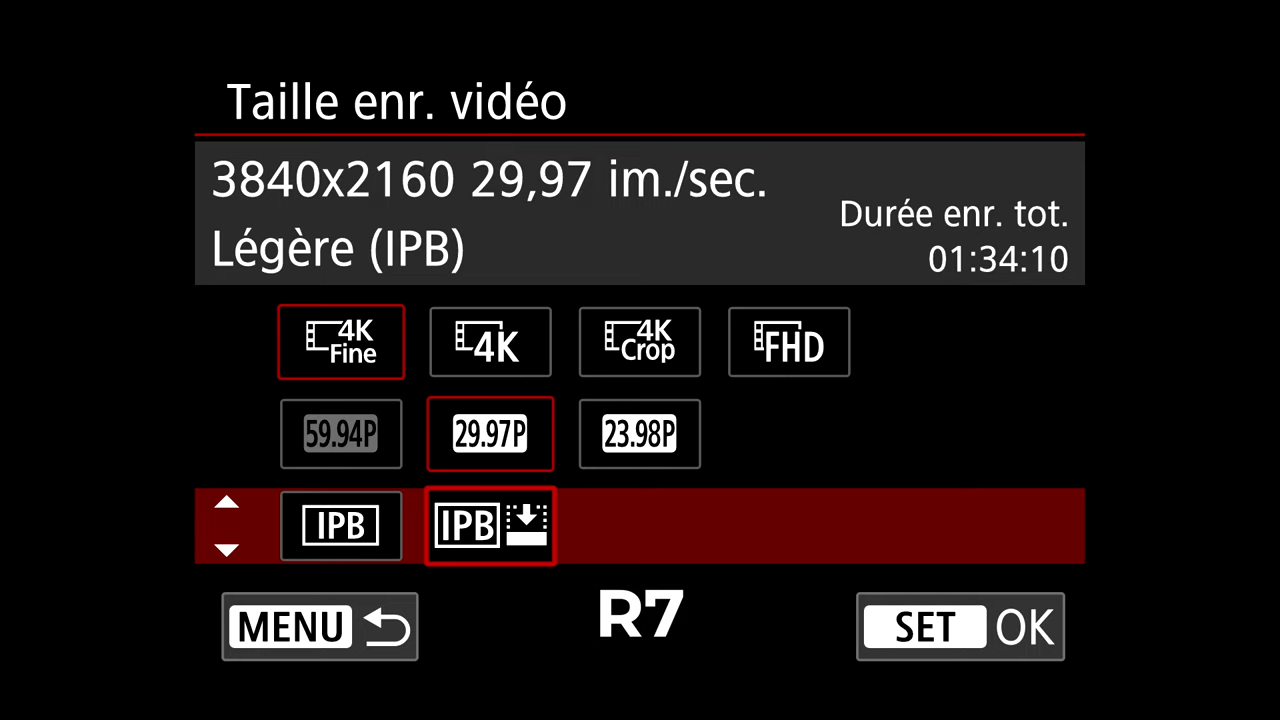 Taille enr. vidéo
3840x2160 29,97 im./sec.
Légère (IPB)
Durée enr. tot.
01:34:10
4K Fine
4K
4K Crop
FHD
59.94P
29.97P
23.98P
IPB
IPB
MENU
R7
SET OK